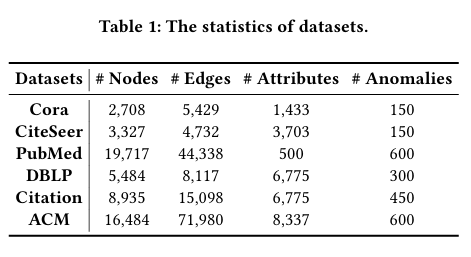 Table 1: The statistics of datasets.
Datasets # Nodes # Edges # Attributes # Anomalies
Cora 2,708 5,429 1,433 150
CiteSeer 3,327 4,732 3,703 150
PubMed 19,717 44,338 500 600
DBLP 5,484 8,117 6,775 300
Citation 8,935 15,098 6,775 450
ACM 16,484 71,980 8,337 600